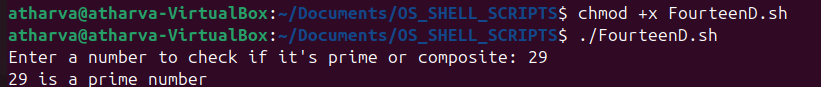 atharva@atharva-VirtualBox:~/Documents/OS_SHELL_SCRIPTS$ chmod +x FourteenD.sh
atharva@atharva-VirtualBox:~/Documents/OS_SHELL_SCRIPTS$ ./FourteenD.sh
Enter a number to check if it's prime or composite: 29
29 is a prime number